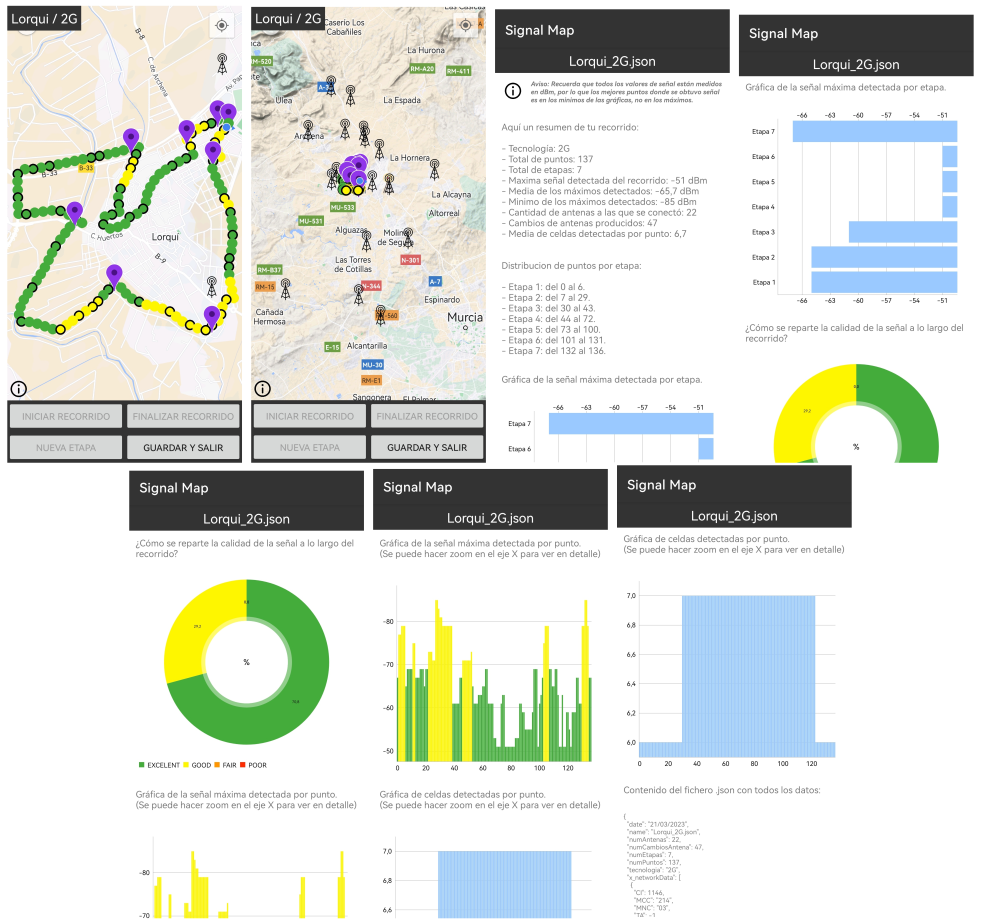 Lorqui / 2G
B-8
C. de Archena
Av. Pa
B-33
B-33
C. Huertos
Lorquí
B-9
INICIAR RECORRIDO
FINALIZAR RECORRIDO
NUEVA ETAPA
GUARDAR Y SALIR
Lorqui / 2G
Caserío Los
Cabañiles
La Hurona
RM-520
RM-A20
RM-411
Ulea
La Espada
Archena
La Hornera
La Alcayna
MU-533
Altorreal
MU-531
Alguazas
Molina
de Segura
N-301
Las Torres
de Cotillas
RM-B37
RM-15
N-344
A-7
Espinardo
Cañada
Hermosa
-560
Murcia
E-15
Alcantarilla
MU-30
RM-E1
Sangonera
El Palmar
INICIAR RECORRIDO
FINALIZAR RECORRIDO
NUEVA ETAPA
GUARDAR Y SALIR
Signal Map
Lorqui_2G.json
Aviso: Recuerda que todos los valores de señal están medidos
en dBm, por lo que los mejores puntos donde se obtuvo señal
es en los mínimos de las gráficas, no en los máximos.
Aquí un resumen de tu recorrido:
- Tecnología: 2G
- Total de puntos: 137
- Total de etapas: 7
- Maxima señal detectada del recorrido: -51 dBm
- Media de los máximos detectados: -65,7 dBm
- Minimo de los máximos detectados: -85 dBm
- Cantidad de antenas a las que se conectó: 22
- Cambios de antena producidos: 47
- Media de celdas detectadas por punto: 6,7
Distribucion de puntos por etapa:
- Etapa 1: del 0 al 6.
- Etapa 2: del 7 al 29.
- Etapa 3: del 30 al 43.
- Etapa 4: del 44 al 72.
- Etapa 5: del 73 al 100.
- Etapa 6: del 101 al 131.
- Etapa 7: del 132 al 136.
Gráfica de la señal máxima detectada por etapa.
-66 -63 -60 -57 -54 -51
Etapa 7
Etapa 6
Signal Map
Lorqui_2G.json
Gráfica de la señal máxima detectada por etapa.
-66 -63 -60 -57 -54 -51
Etapa 7
Etapa 6
Etapa 5
Etapa 4
Etapa 3
Etapa 2
Etapa 1
-66 -63 -60 -57 -54 -51
¿Cómo se reparte la calidad de la señal a lo largo del
recorrido?
0,0
29,2
%
Signal Map
Lorqui_2G.json
¿Cómo se reparte la calidad de la señal a lo largo del
recorrido?
0,0
29,2
%
70,8
EXCELENT GOOD FAIR POOR
Gráfica de la señal máxima detectada por punto.
(Se puede hacer zoom en el eje X para ver en detalle)
-80
-70
Signal Map
Lorqui_2G.json
Gráfica de la señal máxima detectada por punto.
(Se puede hacer zoom en el eje X para ver en detalle)
-80
-70
-60
-50
0 20 40 60 80 100 120
Gráfica de celdas detectadas por punto.
(Se puede hacer zoom en el eje X para ver en detalle)
7,0
6,8
6,6
Signal Map
Lorqui_2G.json
Gráfica de celdas detectadas por punto.
(Se puede hacer zoom en el eje X para ver en detalle)
7,0
6,8
6,6
6,4
6,2
6,0
0 20 40 60 80 100 120
Contenido del fichero .json con todos los datos:
{
"date": "21/03/2023",
"name": "Lorqui_2G.json",
"numAntenas": 22,
"numCambiosAntena": 47,
"numEtapas": 7,
"numPuntos": 137,
"tecnologia": "2G",
"x_networkData": [
{
"CI": 1146,
"MCC": "214",
"MNC": "03",
"TA": -1,